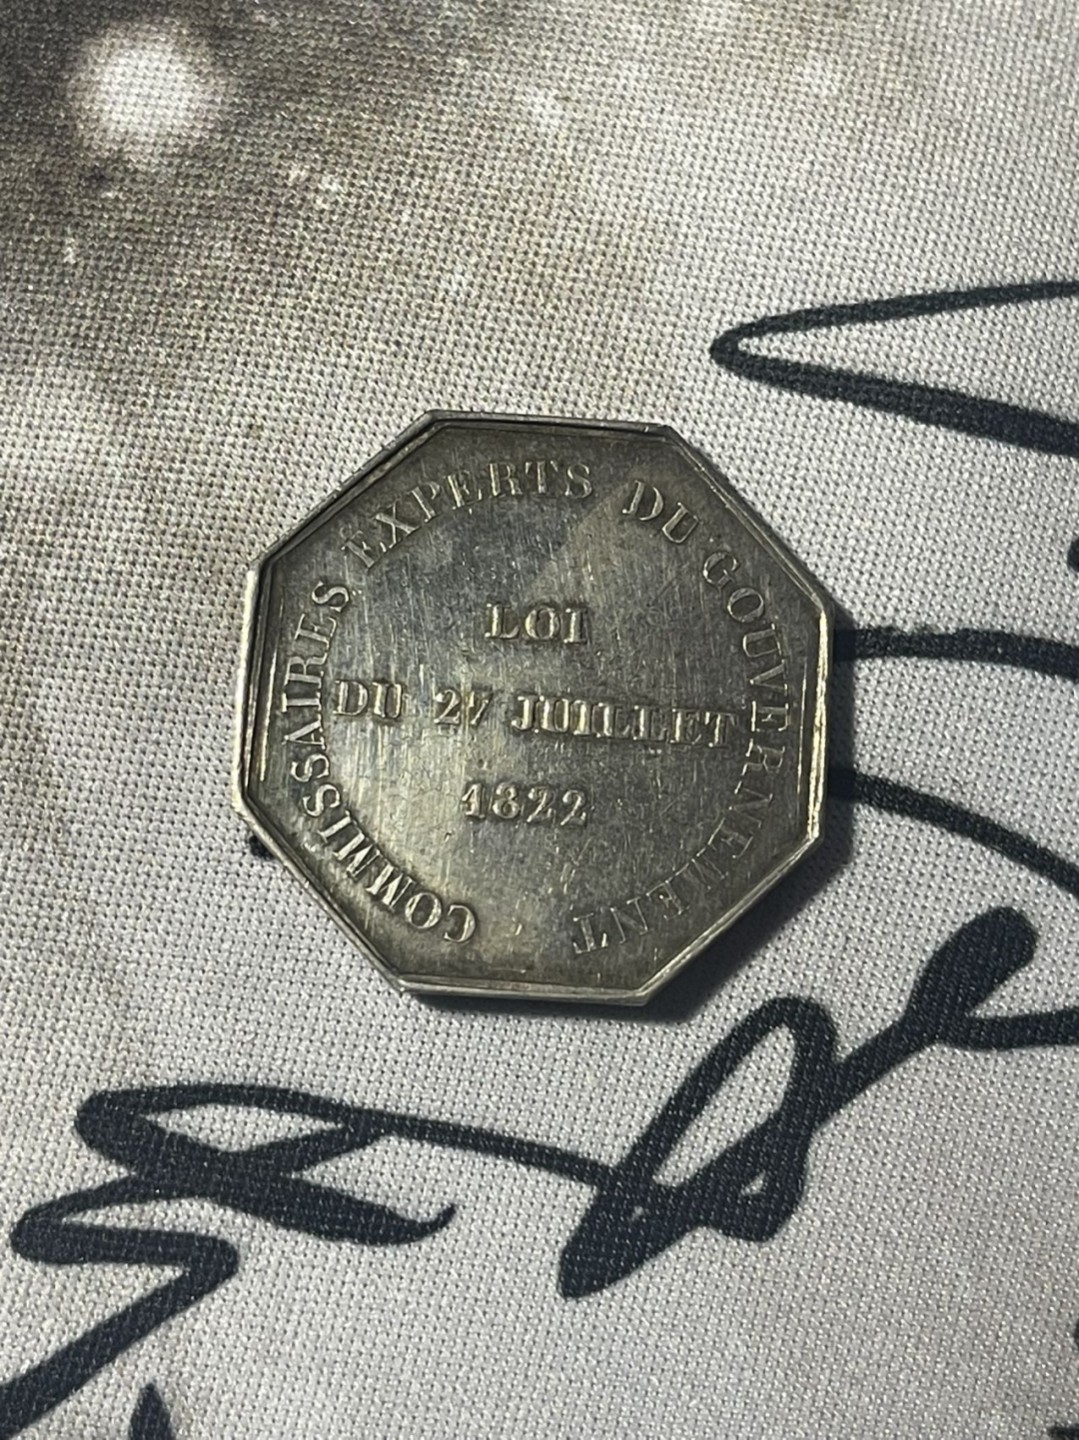 COMMISSAIRES EXPERTS DU GOUVERNEMENT
LOI
DU 27 JUILLET
1822